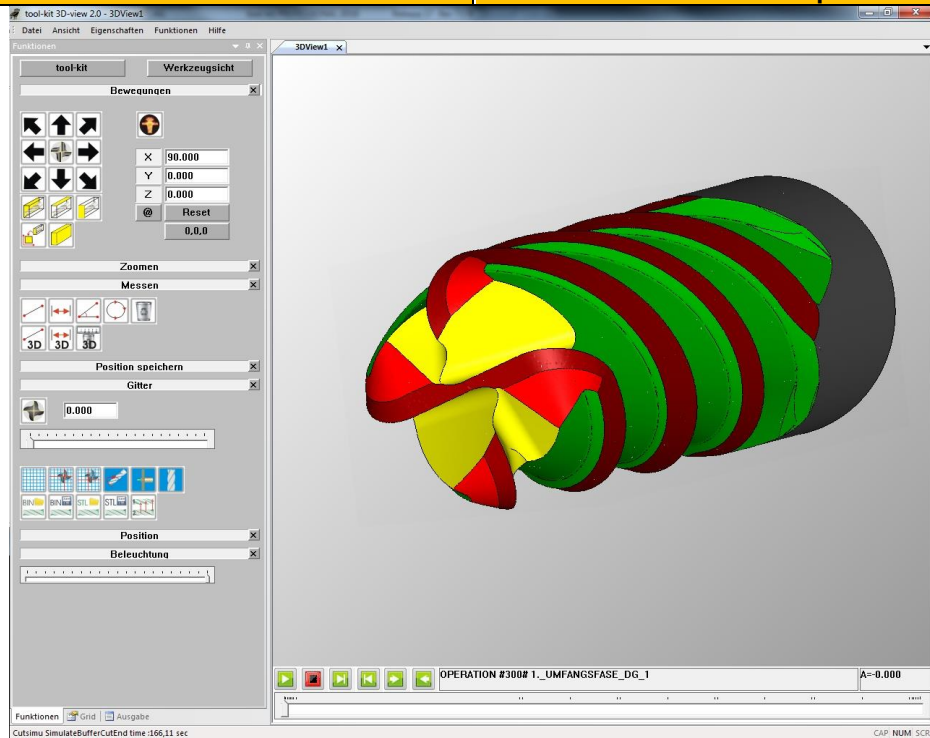 tool-kit 3D-view 2.0 - 3DView1
Datei Ansicht Eigenschaften Funktionen Hilfe
Funktionen
3DView1
tool-kit Werkzeugsicht
Bewegungen
X 90.000
Y 0.000
Z 0.000
@ Reset
0,0,0
Zoomen
Messen
3D 3D 3D
Position speichern
Gitter
0.000
BIN BIN STL STL
Position
Beleuchtung
OPERATION #300# 1._UMFANGSFASE_DG_1 A=-0.000
Funktionen Grid Ausgabe
Cutsimu SimulateBufferCutEnd time :166,11 sec CAP NUM SCR